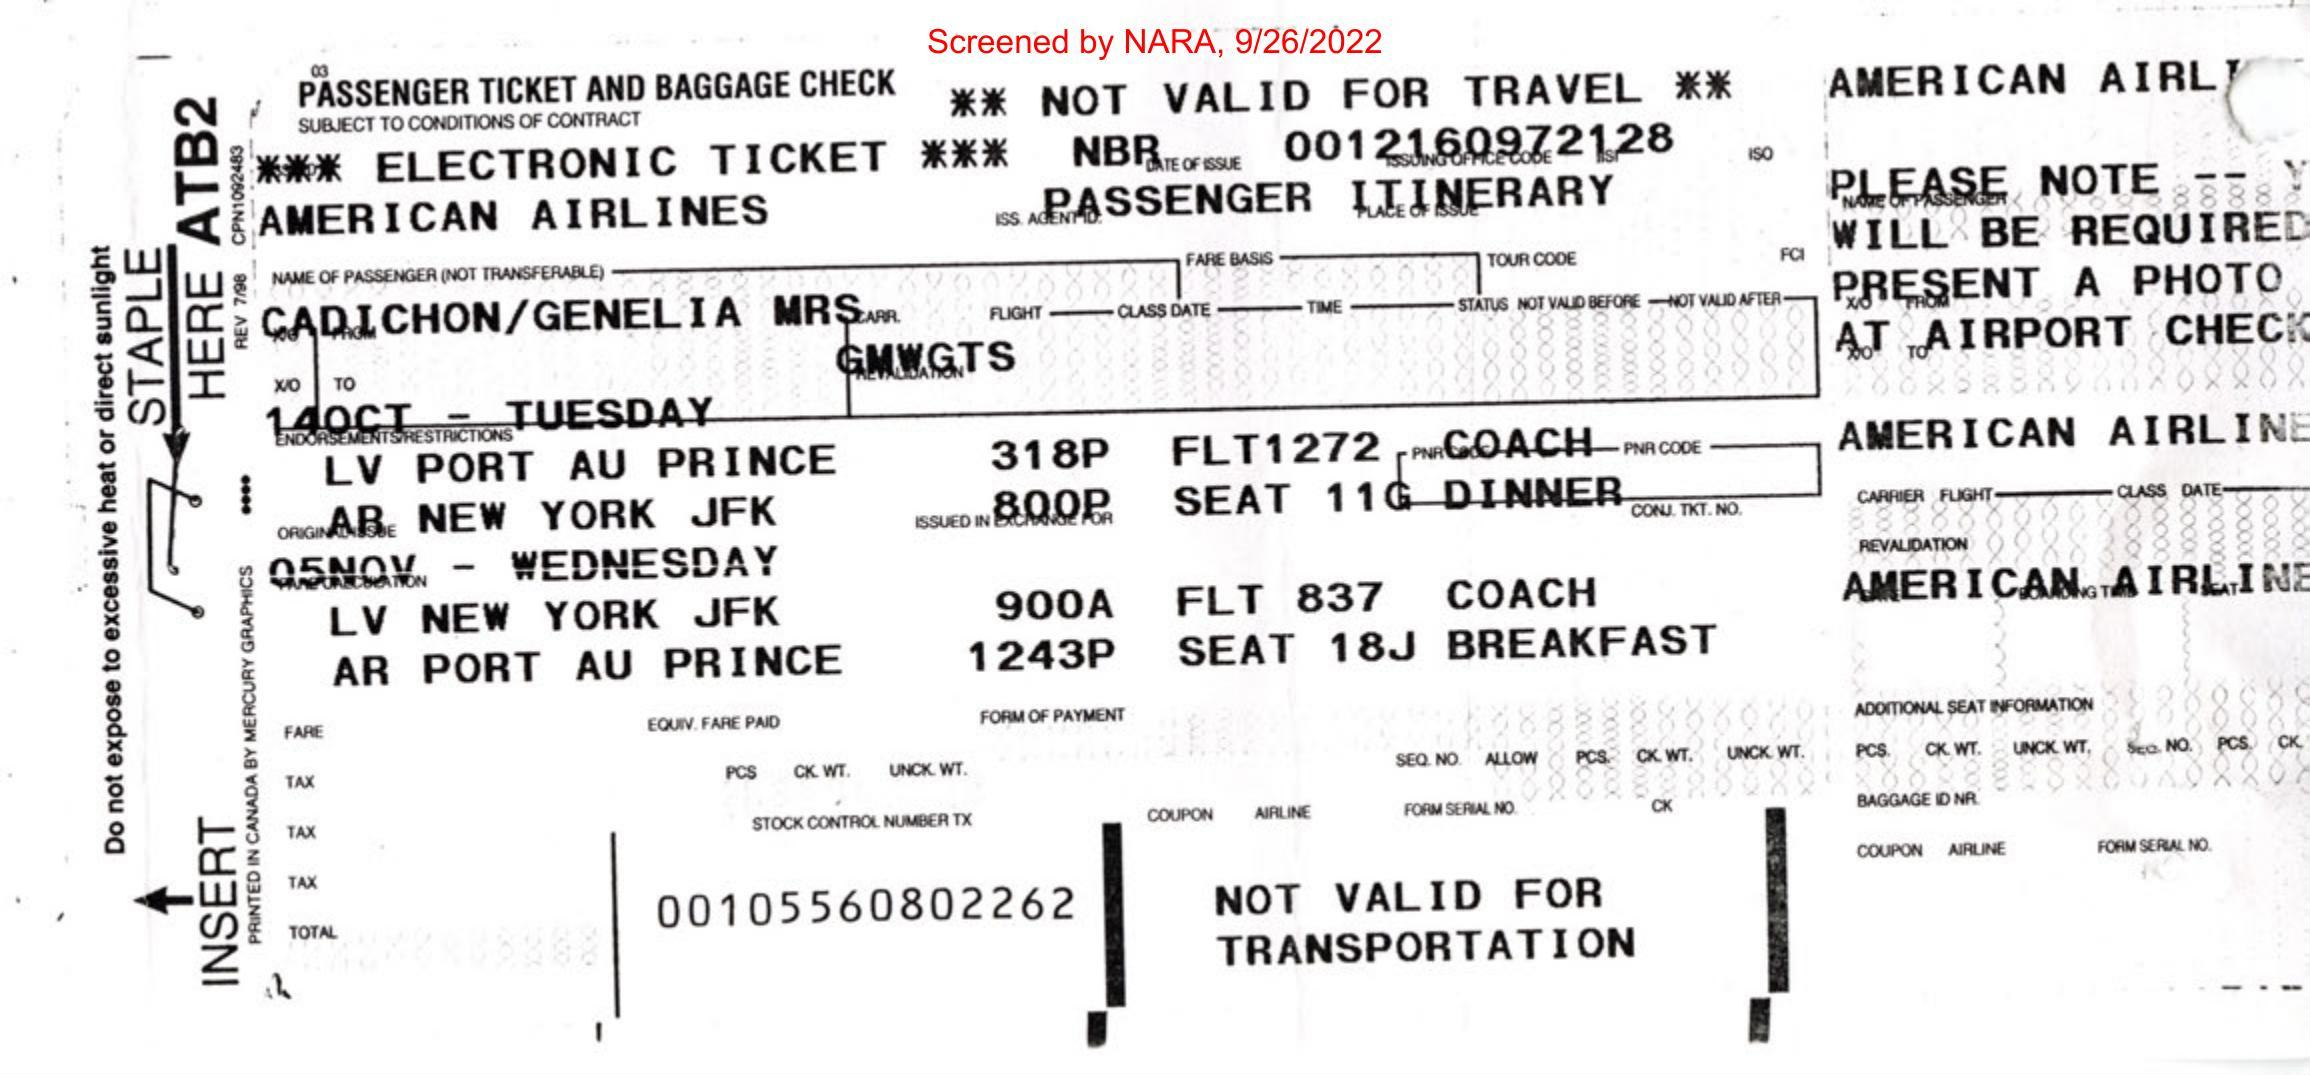 Screened by NARA, 9/26/2022
03
PASSENGER TICKET AND BAGGAGE CHECK
SUBJECT TO CONDITIONS OF CONTRACT
** NOT VALID FOR TRAVEL **
*** ELECTRONIC TICKET *** NBR 0012160972128
DATE OF ISSUE ISSUING OFFICE CODE ISO
AMERICAN AIRLINES PASSENGER ITINERARY
ISS. AGENT ID. PLACE OF ISSUE
NAME OF PASSENGER (NOT TRANSFERABLE) FARE BASIS TOUR CODE FCI
CADICHON/GENELIA MRS
CARR. FLIGHT CLASS DATE TIME STATUS NOT VALID BEFORE NOT VALID AFTER
X/O FROM
GMWGTS
REVALIDATION
X/O TO
14OCT - TUESDAY
ENDORSEMENTS/RESTRICTIONS
LV PORT AU PRINCE 318P FLT1272 COACH
PNR CODE PNR CODE
AR NEW YORK JFK 800P SEAT 11G DINNER
ORIGINAL ISSUE ISSUED IN EXCHANGE FOR CONJ. TKT. NO.
05NOV - WEDNESDAY
FARE CALCULATION
LV NEW YORK JFK 900A FLT 837 COACH
AR PORT AU PRINCE 1243P SEAT 18J BREAKFAST
FARE EQUIV. FARE PAID FORM OF PAYMENT
TAX PCS CK. WT. UNCK. WT. SEQ. NO. ALLOW PCS. CK. WT. UNCK. WT.
TAX STOCK CONTROL NUMBER TX COUPON AIRLINE FORM SERIAL NO. CK
TAX
TOTAL
00105560802262
NOT VALID FOR
TRANSPORTATION
AMERICAN AIRLI
PLEASE NOTE -- Y
NAME OF PASSENGER
WILL BE REQUIRED
PRESENT A PHOTO
X/O FROM
AT AIRPORT CHECK
X/O TO
AMERICAN AIRLINE
CARRIER FLIGHT CLASS DATE
REVALIDATION
AMERICAN AIRLINE
GATE BOARDING TIME SEAT
ADDITIONAL SEAT INFORMATION
PCS. CK. WT. UNCK. WT. SEQ. NO. PCS. CK.
BAGGAGE ID NR.
COUPON AIRLINE FORM SERIAL NO.
Do not expose to excessive heat or direct sunlight
STAPLE
HERE ATB2
REV 7/98 CPN1092483
INSERT
PRINTED IN CANADA BY MERCURY GRAPHICS